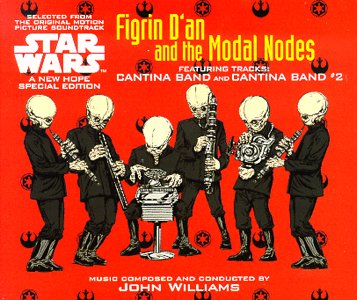 SELECTED FROM
THE ORIGINAL MOTION
PICTURE SOUNDTRACK
STAR
WARS
A NEW HOPE
SPECIAL EDITION
Figrin D'an
and the Modal Nodes
FEATURING TRACKS:
CANTINA BAND AND CANTINA BAND #2
MUSIC COMPOSED AND CONDUCTED BY
JOHN WILLIAMS